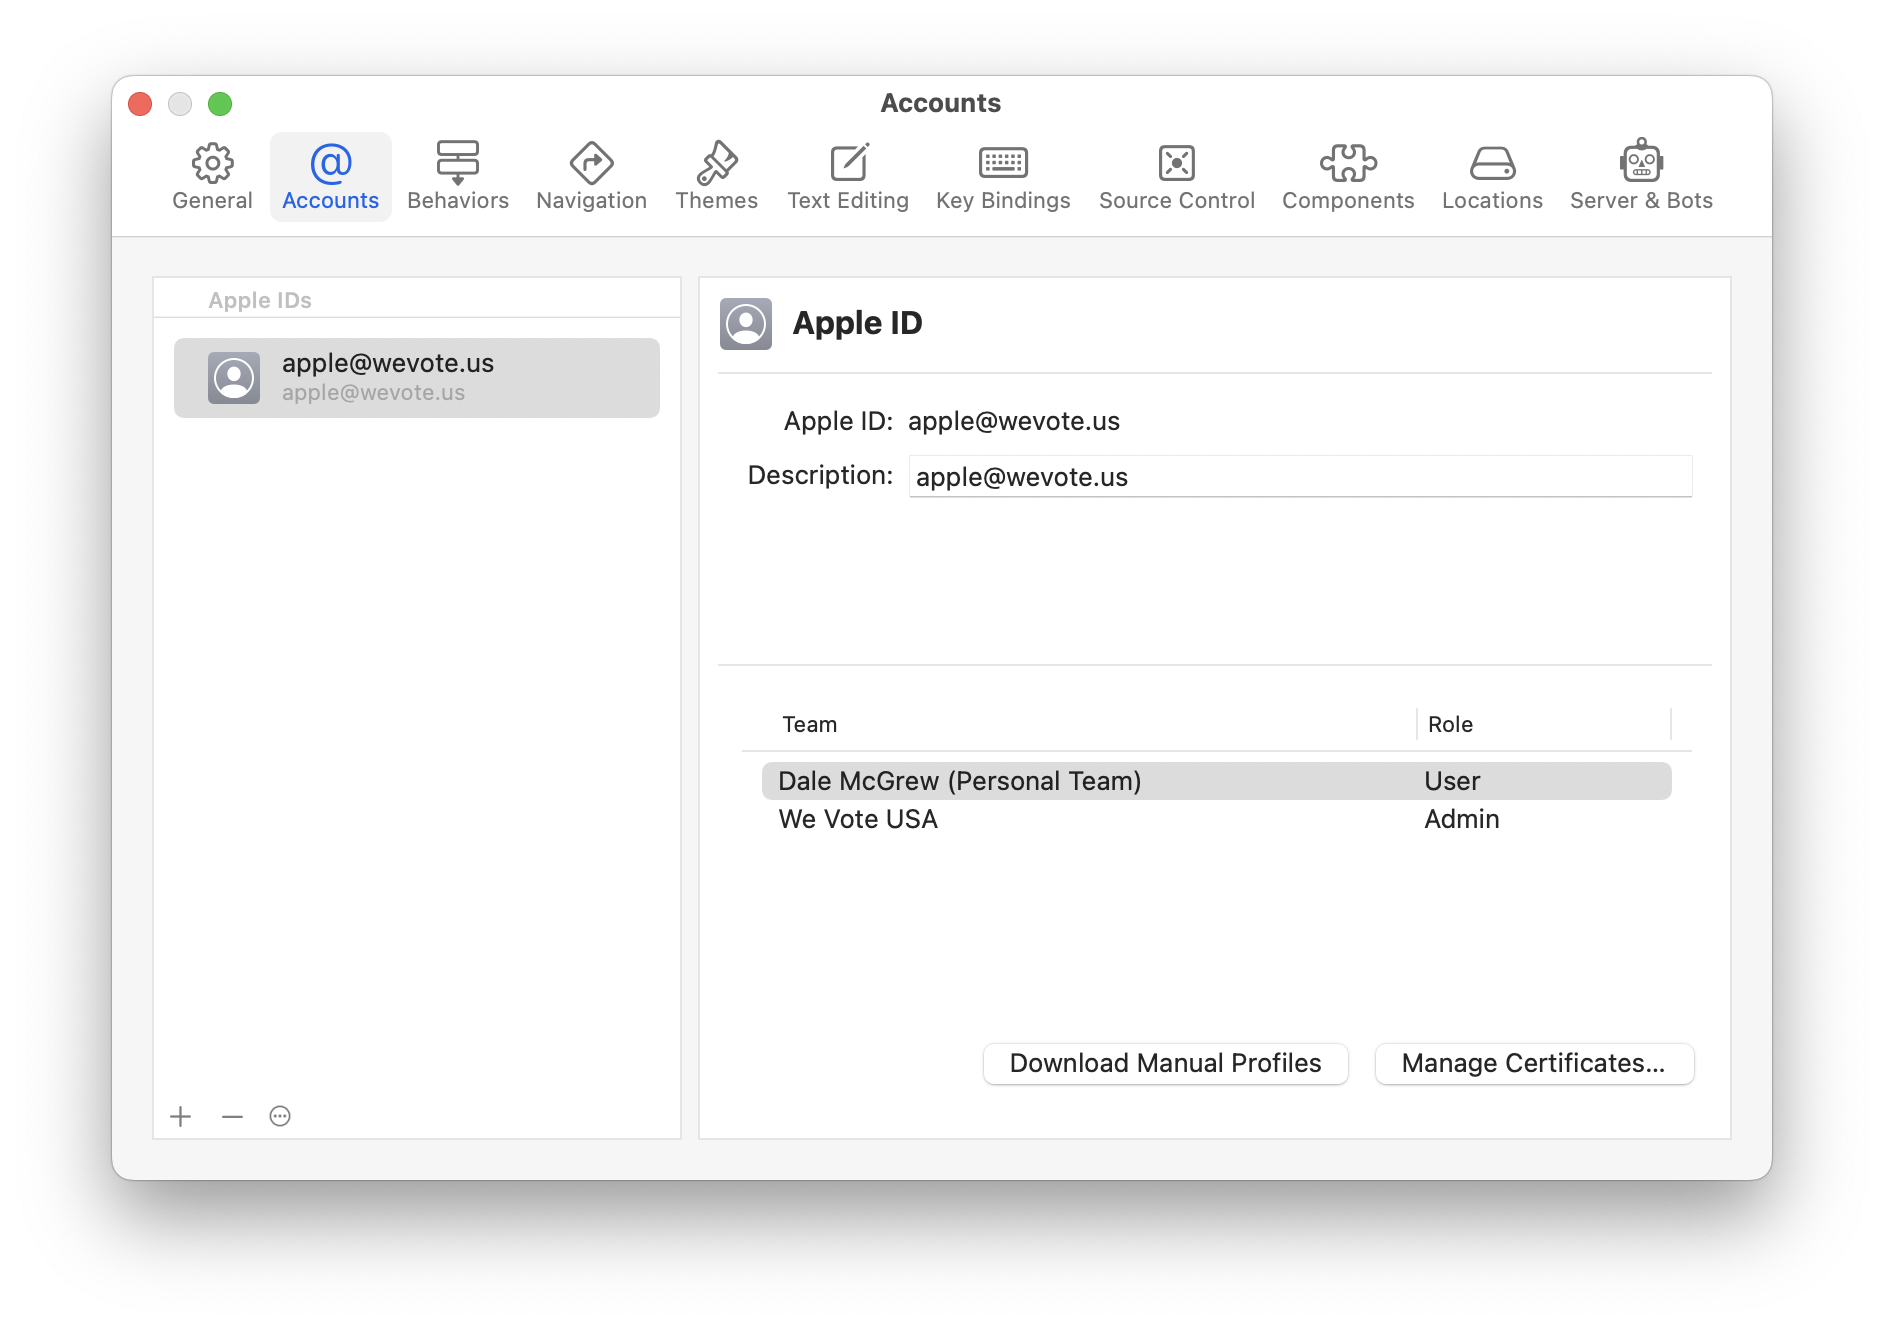 Accounts
General Accounts Behaviors Navigation Themes Text Editing Key Bindings Source Control Components Locations Server & Bots
Apple IDs
apple@wevote.us
apple@wevote.us
Apple ID
Apple ID: apple@wevote.us
Description: apple@wevote.us
Team Role
Dale McGrew (Personal Team) User
We Vote USA Admin
Download Manual Profiles Manage Certificates...